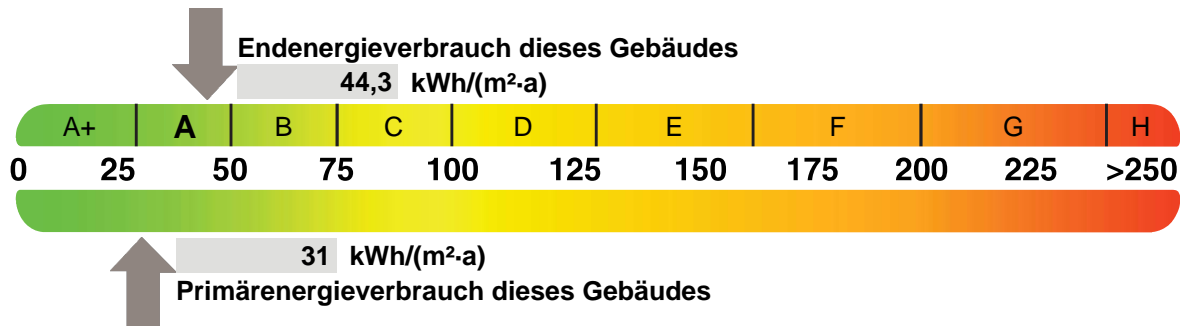 Endenergieverbrauch dieses Gebäudes
44,3 kWh/(m²·a)
A+ A B C D E F G H
0 25 50 75 100 125 150 175 200 225 >250
31 kWh/(m²·a)
Primärenergieverbrauch dieses Gebäudes